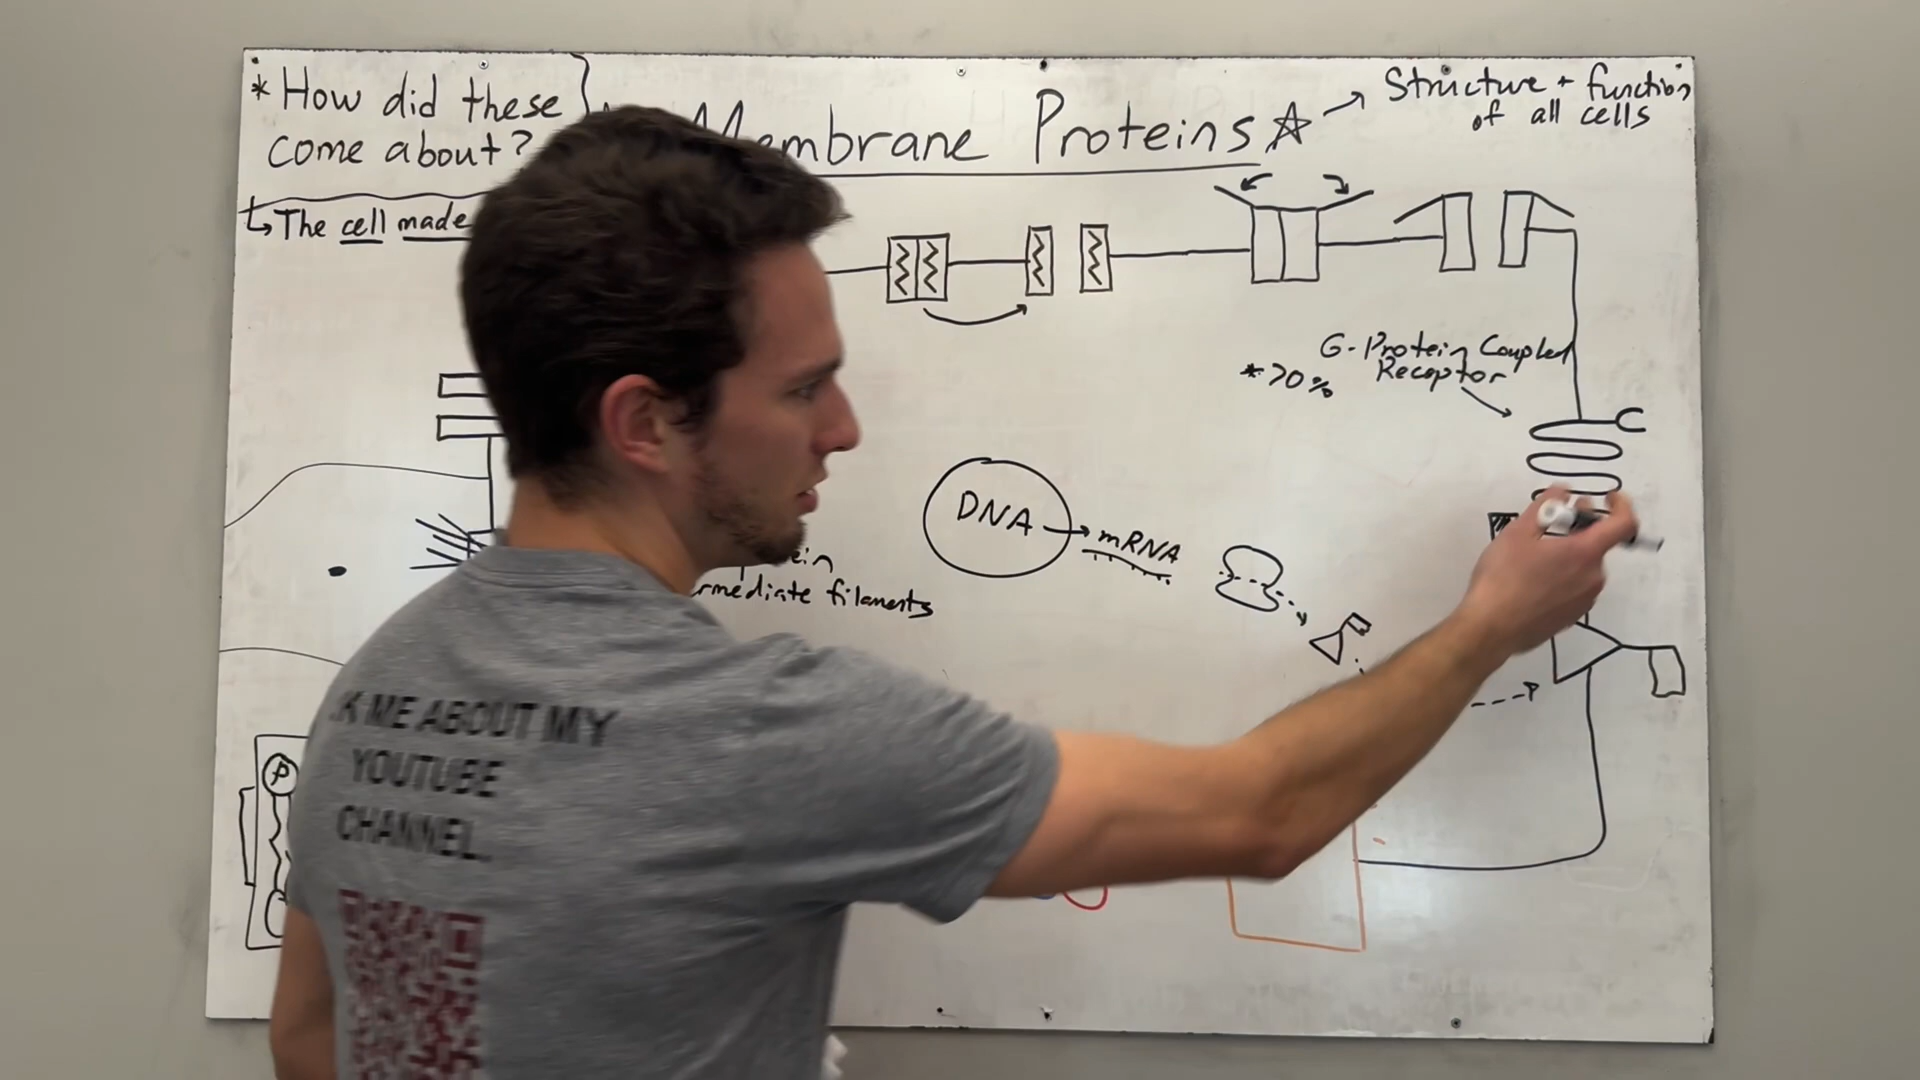 * How did these
come about?
↳ The cell made
Membrane Proteins ☆ →
Structure + function
of all cells
G-Protein Coupled
Receptor
* 70%
DNA → mRNA
filaments
P
ME ABOUT MY
YOUTUBE
CHANNEL.